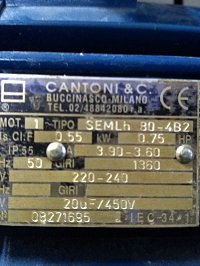 CANTONI & C.
BUCCINASCO-MILANO
TEL. 02/48842080 r.a.
CE
MOT. 1 ~ TIPO SEMLh 80-4B2
Is.Cl.F 0.55 kW 0.75 HP
IP 55 A 3.90-3.60
Hz 50 GIRI 1360
V 220-240
Hz GIRI
V 20uF/450V
N° 09271695 IEC-34-1